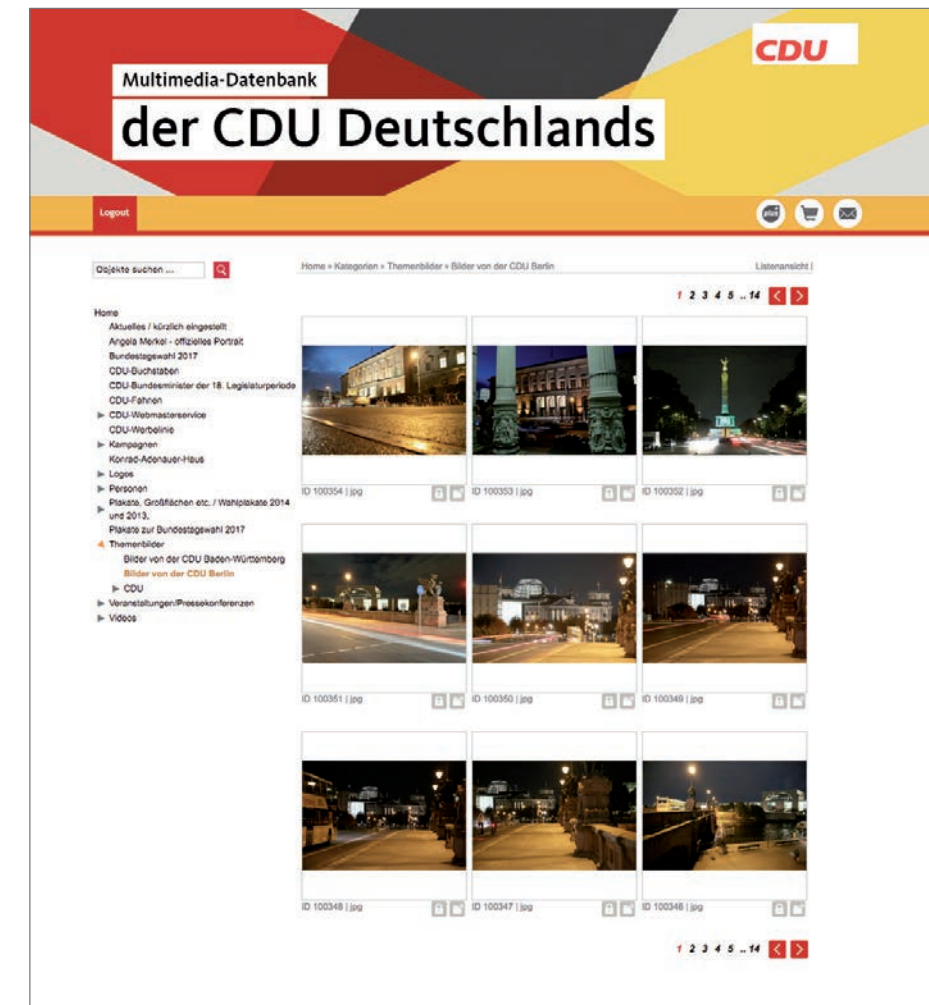 CDU
Multimedia-Datenbank
der CDU Deutschlands
Logout
plus
Objekte suchen ...
Home » Kategorien » Themenbilder » Bilder von der CDU Berlin
Listenansicht |
1 2 3 4 5 .. 14
Home
Aktuelles / kürzlich eingestellt
Angela Merkel - offizielles Portrait
Bundestagswahl 2017
CDU-Buchstaben
CDU-Bundesminister der 18. Legislaturperiode
CDU-Fahnen
CDU-Webmasterservice
CDU-Werbelinie
Kampagnen
Konrad-Adenauer-Haus
Logos
Personen
Plakate, Großflächen etc. / Wahlplakate 2014
und 2013,
Plakate zur Bundestagswahl 2017
Themenbilder
Bilder von der CDU Baden-Württemberg
Bilder von der CDU Berlin
CDU
Veranstaltungen/Pressekonferenzen
Videos
ID 100354 | jpg
ID 100353 | jpg
ID 100352 | jpg
ID 100351 | jpg
ID 100350 | jpg
ID 100349 | jpg
ID 100348 | jpg
ID 100347 | jpg
ID 100346 | jpg
1 2 3 4 5 .. 14